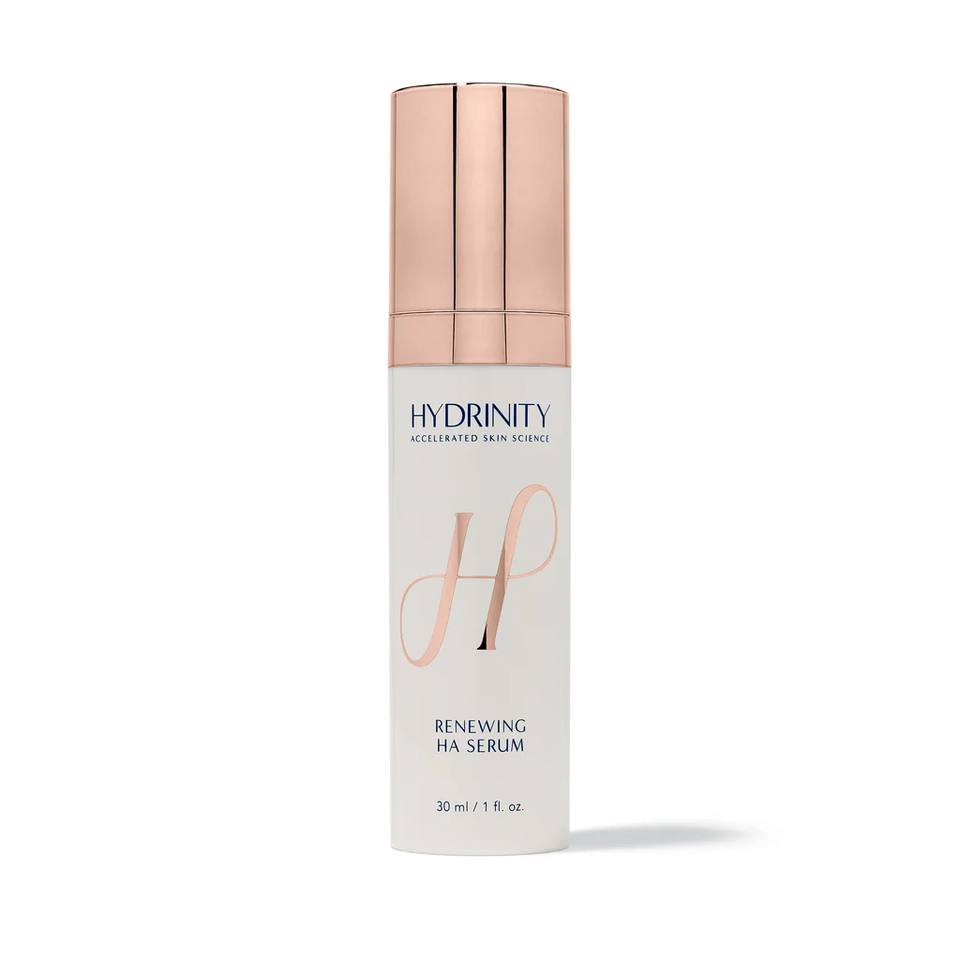 HYDRINITY
ACCELERATED SKIN SCIENCE
H
RENEWING
HA SERUM
30 ml / 1 fl. oz.